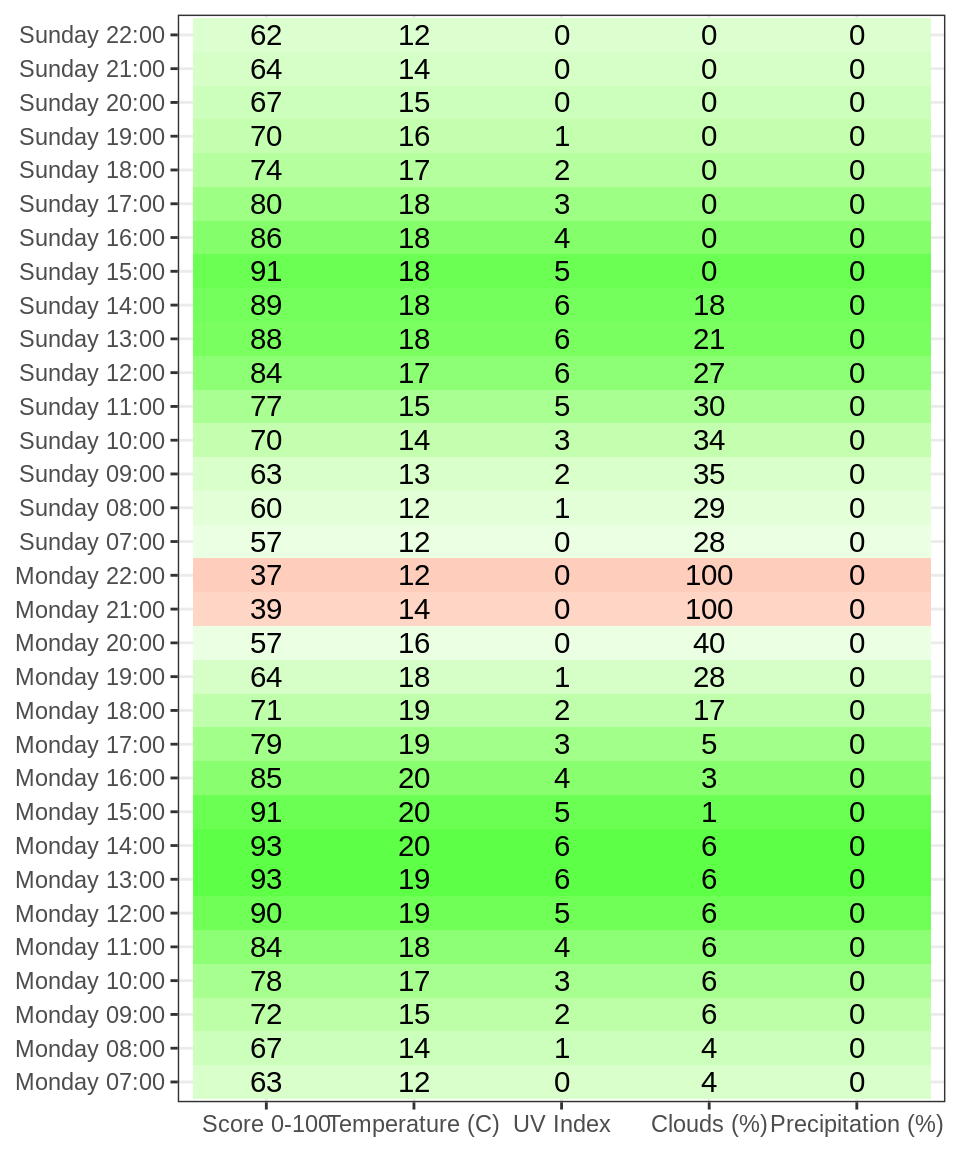 Sunday 22:00 62 12 0 0 0
Sunday 21:00 64 14 0 0 0
Sunday 20:00 67 15 0 0 0
Sunday 19:00 70 16 1 0 0
Sunday 18:00 74 17 2 0 0
Sunday 17:00 80 18 3 0 0
Sunday 16:00 86 18 4 0 0
Sunday 15:00 91 18 5 0 0
Sunday 14:00 89 18 6 18 0
Sunday 13:00 88 18 6 21 0
Sunday 12:00 84 17 6 27 0
Sunday 11:00 77 15 5 30 0
Sunday 10:00 70 14 3 34 0
Sunday 09:00 63 13 2 35 0
Sunday 08:00 60 12 1 29 0
Sunday 07:00 57 12 0 28 0
Monday 22:00 37 12 0 100 0
Monday 21:00 39 14 0 100 0
Monday 20:00 57 16 0 40 0
Monday 19:00 64 18 1 28 0
Monday 18:00 71 19 2 17 0
Monday 17:00 79 19 3 5 0
Monday 16:00 85 20 4 3 0
Monday 15:00 91 20 5 1 0
Monday 14:00 93 20 6 6 0
Monday 13:00 93 19 6 6 0
Monday 12:00 90 19 5 6 0
Monday 11:00 84 18 4 6 0
Monday 10:00 78 17 3 6 0
Monday 09:00 72 15 2 6 0
Monday 08:00 67 14 1 4 0
Monday 07:00 63 12 0 4 0
Score 0-100 Temperature (C) UV Index Clouds (%) Precipitation (%)